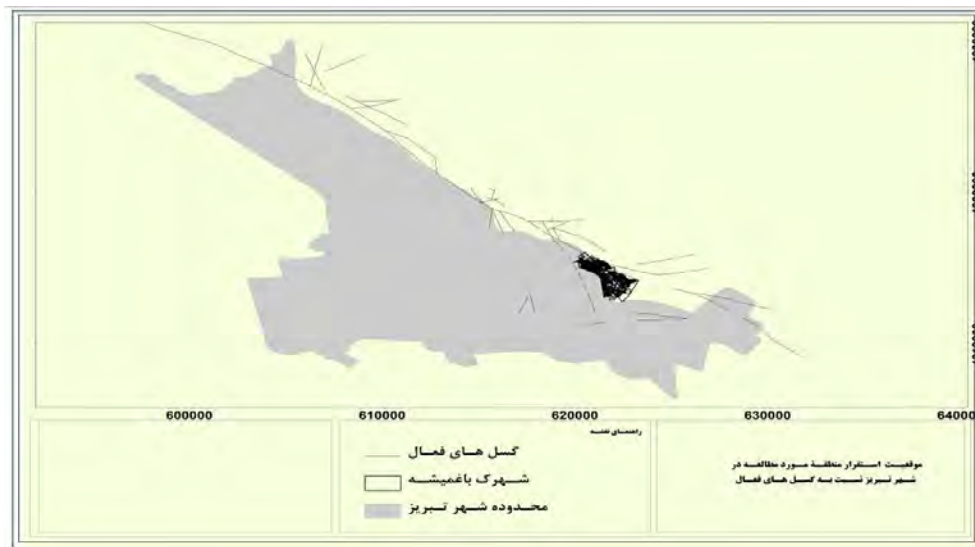 600000 610000 620000 630000 64000
راهنمای نقشه
گسل های فعال
شهرک باغمیشه
محدوده شهر تبریز
موقعیت استقرار منطقهٔ مورد مطالعه در
شهر تبریز نسبت به گسل های فعال